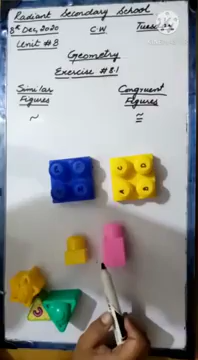 Radiant Secondary School
8th Dec, 2020 C.W Tuesday
Unit #8
Geometry
Exercise #8.1
Similar Figures
~
Congruent Figures
≅